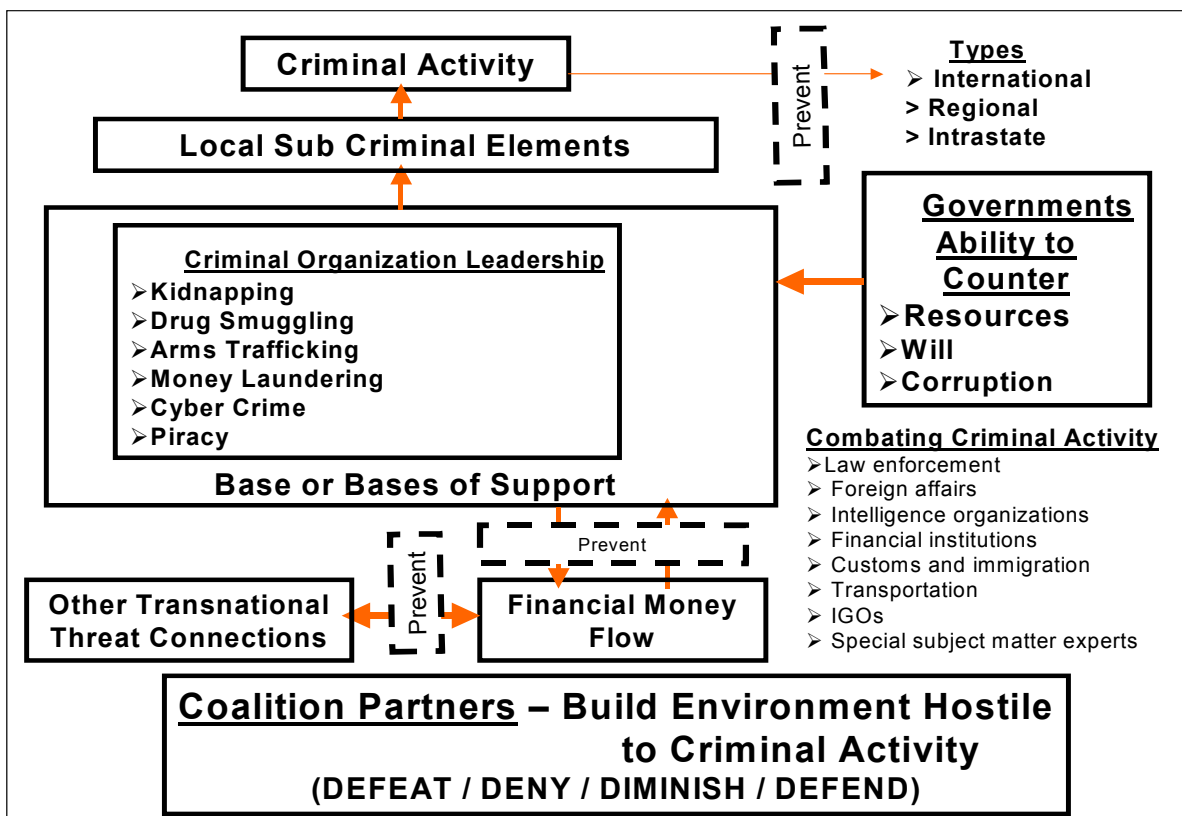 Criminal Activity
Prevent
Types
➢ International
> Regional
> Intrastate
Local Sub Criminal Elements
Criminal Organization Leadership
➢Kidnapping
➢Drug Smuggling
➢Arms Trafficking
➢Money Laundering
➢Cyber Crime
➢Piracy
Base or Bases of Support
Governments
Ability to
Counter
➢Resources
➢Will
➢Corruption
Combating Criminal Activity
➢Law enforcement
➢ Foreign affairs
➢ Intelligence organizations
➢ Financial institutions
➢ Customs and immigration
➢ Transportation
➢ IGOs
➢ Special subject matter experts
Prevent
Other Transnational
Threat Connections
Prevent
Financial Money
Flow
Coalition Partners – Build Environment Hostile
to Criminal Activity
(DEFEAT / DENY / DIMINISH / DEFEND)